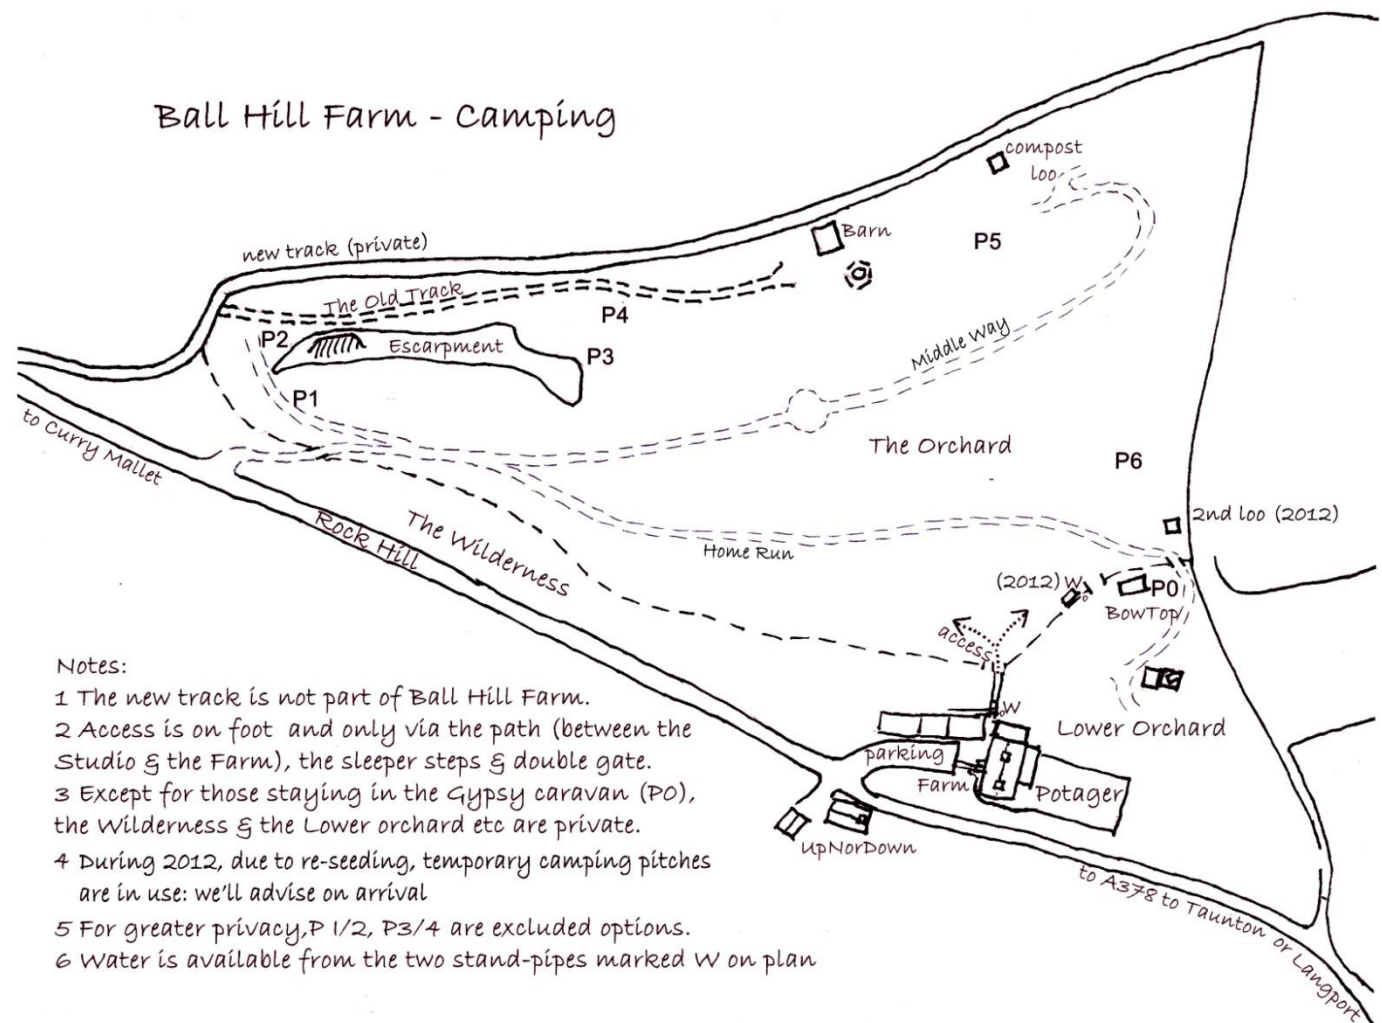 Ball Hill Farm - Camping
compost
loo
Barn
P5
new track (private)
The Old Track
P4
P2
Escarpment
P3
Middle Way
P1
to Curry Mallet
The Orchard
P6
Rock Hill
The Wilderness
2nd loo (2012)
Home Run
(2012) W
P0
BowTop
access
W
Lower Orchard
parking
Farm
Potager
UpNorDown
to A378 to Taunton or Langport
Notes:
1 The new track is not part of Ball Hill Farm.
2 Access is on foot and only via the path (between the
Studio & the Farm), the sleeper steps & double gate.
3 Except for those staying in the Gypsy caravan (P0),
the Wilderness & the Lower orchard etc are private.
4 During 2012, due to re-seeding, temporary camping pitches
are in use: we'll advise on arrival
5 For greater privacy,P 1/2, P3/4 are excluded options.
6 Water is available from the two stand-pipes marked W on plan